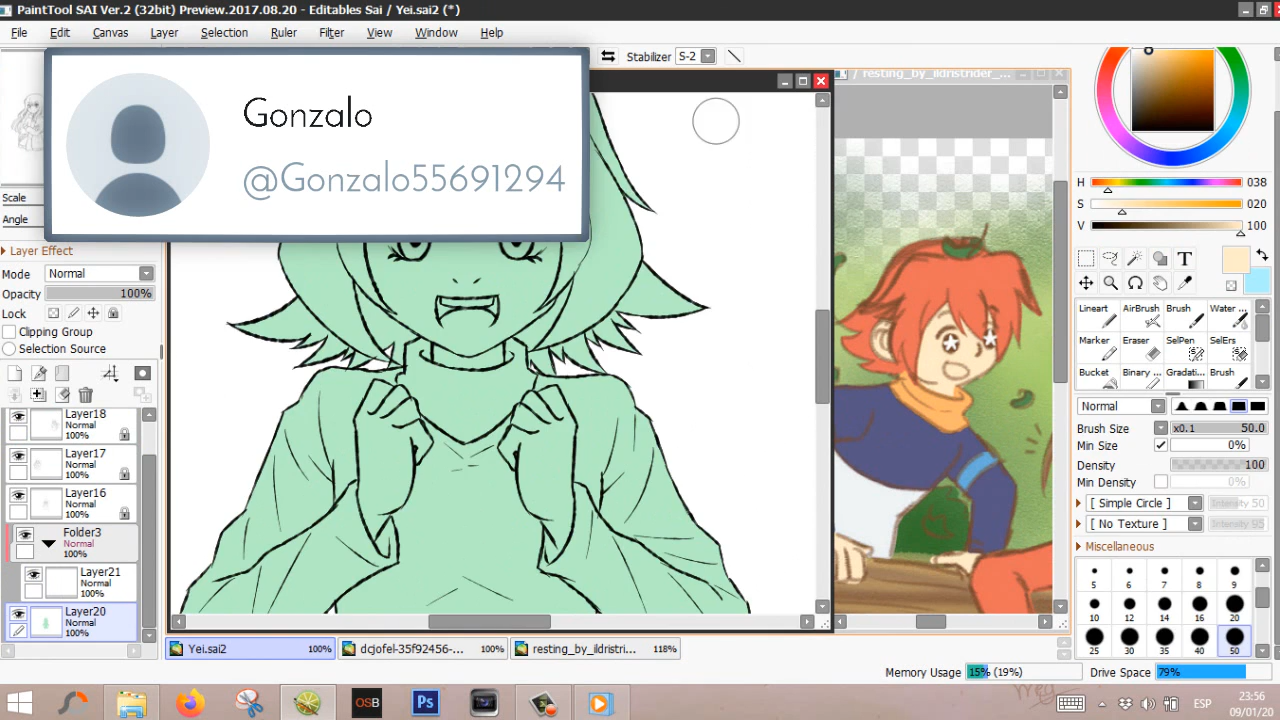 PaintTool SAI Ver.2 (32bit) Preview.2017.08.20 - Editables Sai / Yei.sai2 (*)
File Edit Canvas Layer Selection Ruler Filter View Window Help
Stabilizer S-2
/ resting_by_ildristrider_...
Gonzalo
@Gonzalo55691294
Scale
Angle
Layer Effect
Mode Normal
Opacity 100%
Lock
Clipping Group
Selection Source
Layer18
Normal
100%
Layer17
Normal
100%
Layer16
Normal
100%
Folder3
Normal
100%
Layer21
Normal
100%
Layer20
Normal
100%
H 038
S 020
V 100
T
Lineart AirBrush Brush Water ...
Marker Eraser SelPen SelErs
Bucket Binary ... Gradati... Brush
Normal
Brush Size x0.1 50.0
Min Size 0%
Density 100
Min Density 0%
[ Simple Circle ] Intensity 50
[ No Texture ] Intensity 95
Miscellaneous
5 6 7 8 9
10 12 14 16 20
25 30 35 40 50
Yei.sai2 100% dcjofel-35f92456-... 100% resting_by_ildristri... 118%
Memory Usage 15% (19%) Drive Space 79%
OSB Ps ESP 23:56
09/01/20